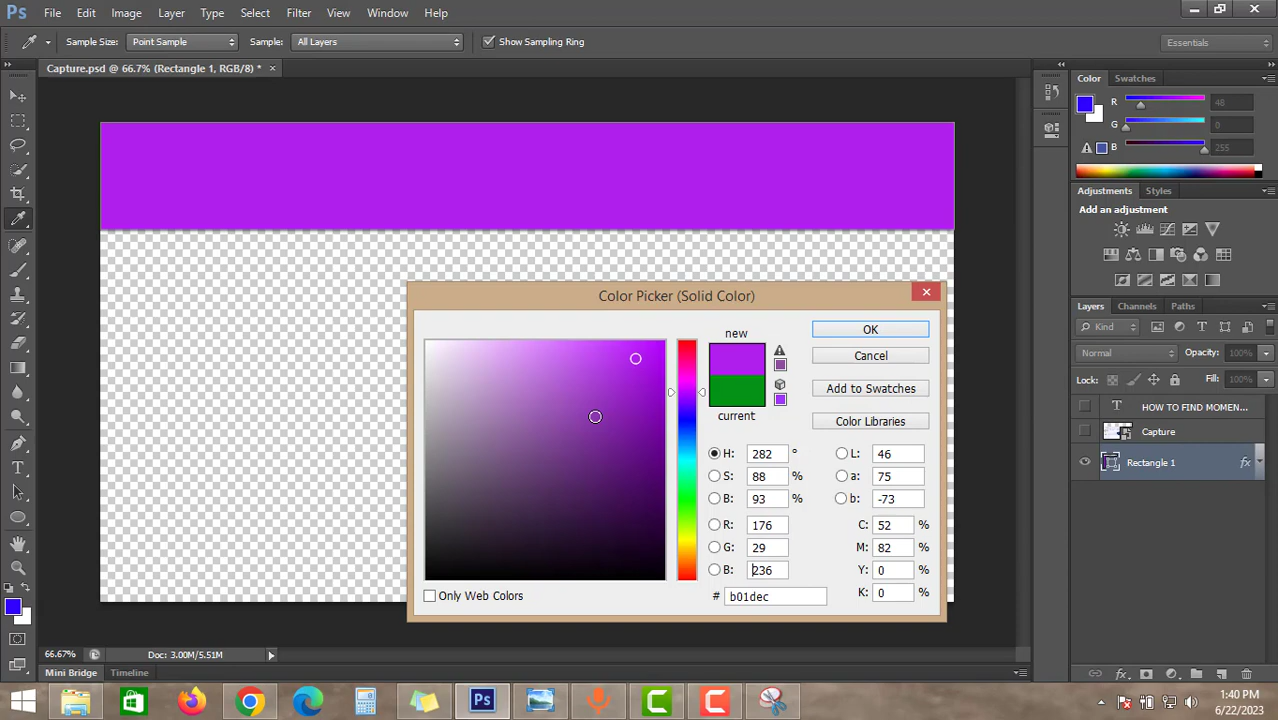 Ps File Edit Image Layer Type Select Filter View Window Help
Sample Size: Point Sample Sample: All Layers Show Sampling Ring Essentials
Capture.psd @ 66.7% (Rectangle 1, RGB/8) * ×
Color Swatches
R 48
G 0
B 255
Adjustments Styles
Add an adjustment
Layers Channels Paths
Kind
Normal Opacity: 100%
Lock: Fill: 100%
T HOW TO FIND MOMEN...
Capture
Rectangle 1 fx
Color Picker (Solid Color)
new
current
OK
Cancel
Add to Swatches
Color Libraries
H: 282 ° L: 46
S: 88 % a: 75
B: 93 % b: -73
R: 176 C: 52 %
G: 29 M: 82 %
B: 236 Y: 0 %
# b01dec K: 0 %
Only Web Colors
66.67% Doc: 3.00M/5.51M
Mini Bridge Timeline
Ps
1:40 PM
6/22/2023